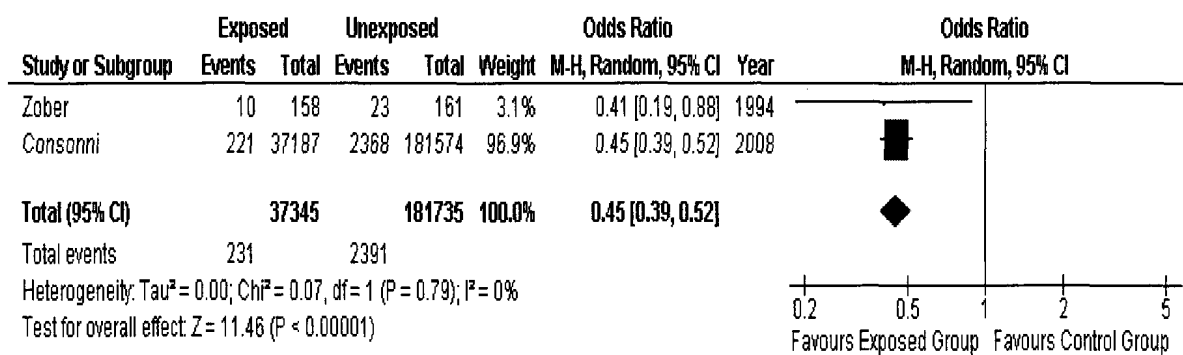 Exposed Unexposed Odds Ratio Odds Ratio
Study or Subgroup Events Total Events Total Weight M-H, Random, 95% CI Year M-H, Random, 95% CI
Zober 10 158 23 161 3.1% 0.41 [0.19, 0.88] 1994
Consonni 221 37187 2368 181574 96.9% 0.45 [0.39, 0.52] 2008
Total (95% CI) 37345 181735 100.0% 0.45 [0.39, 0.52]
Total events 231 2391
Heterogeneity: Tau² = 0.00; Chi² = 0.07, df = 1 (P = 0.79); I² = 0%
Test for overall effect: Z = 11.46 (P < 0.00001)
0.2 0.5 1 2 5
Favours Exposed Group Favours Control Group